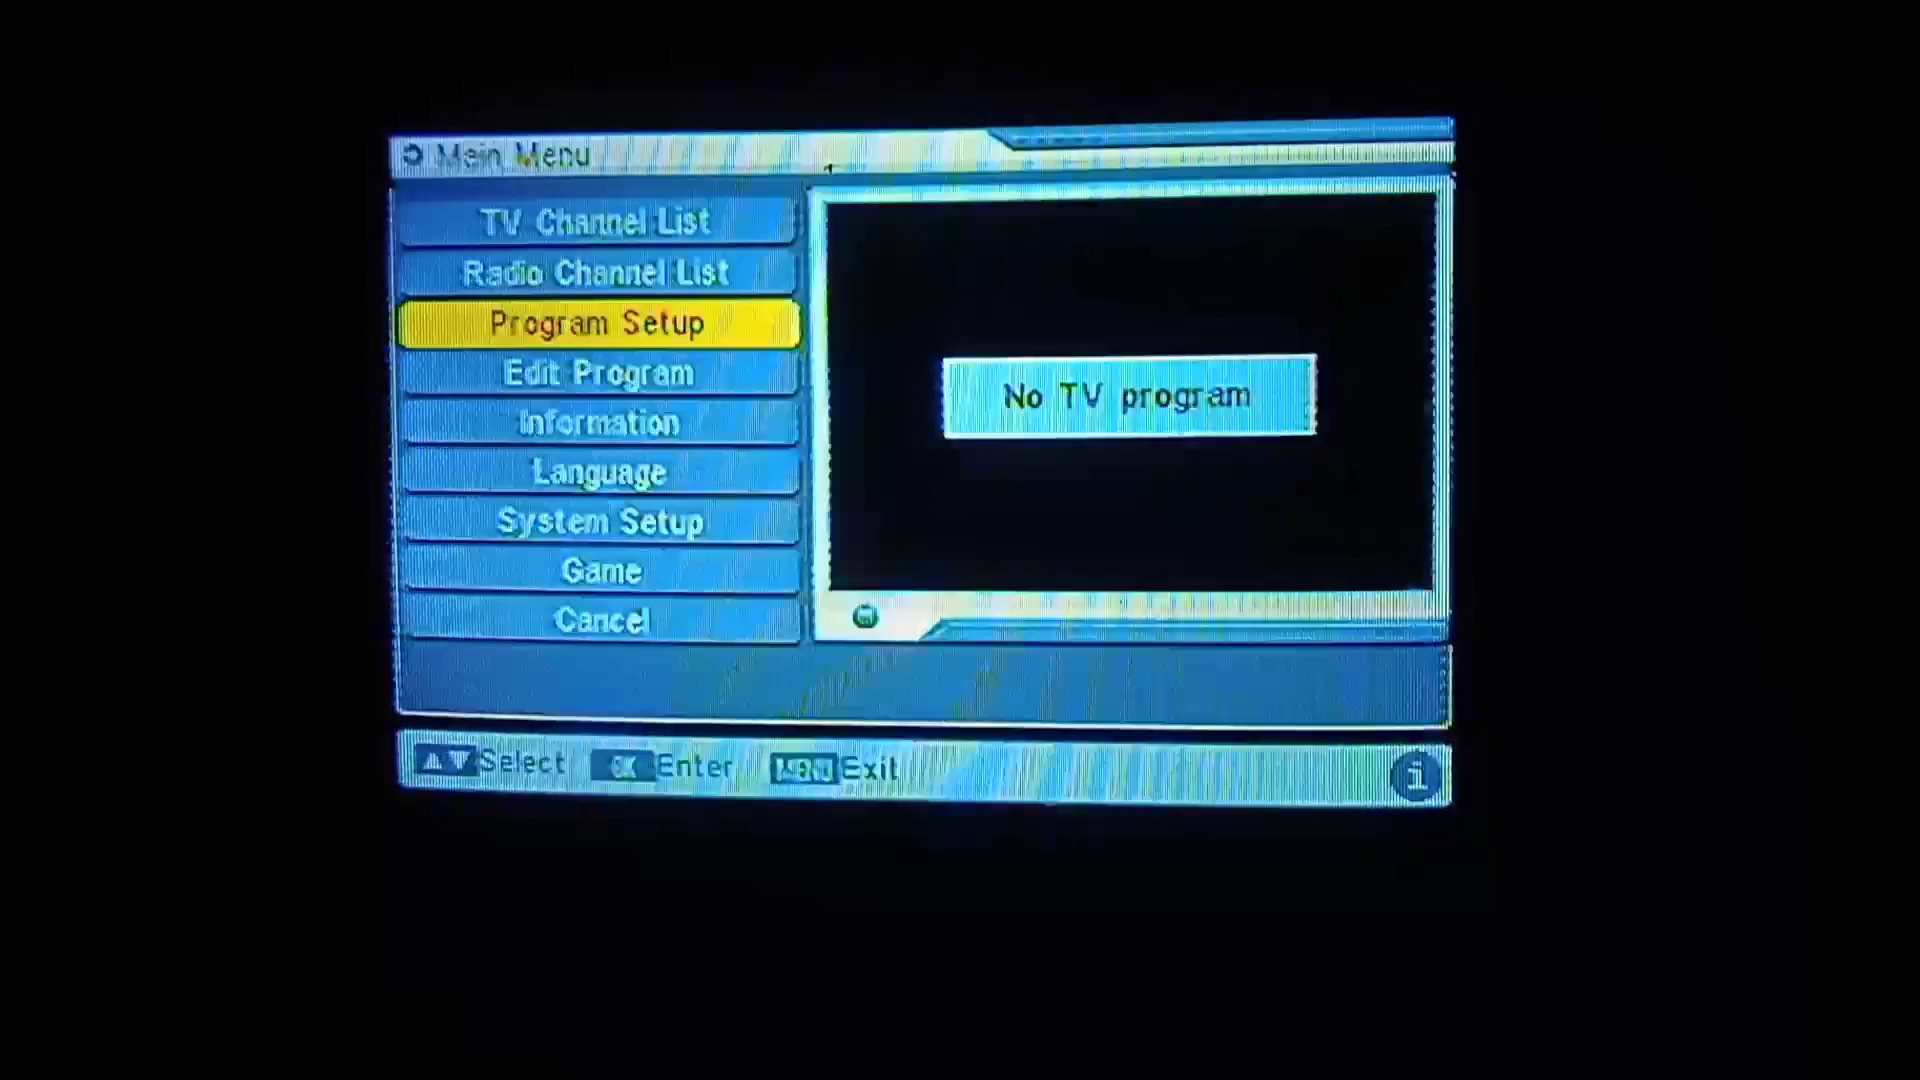 Main Menu
TV Channel List
Radio Channel List
Program Setup
Edit Program
Information
Language
System Setup
Game
Cancel
No TV program
Select OK Enter MENU Exit
i